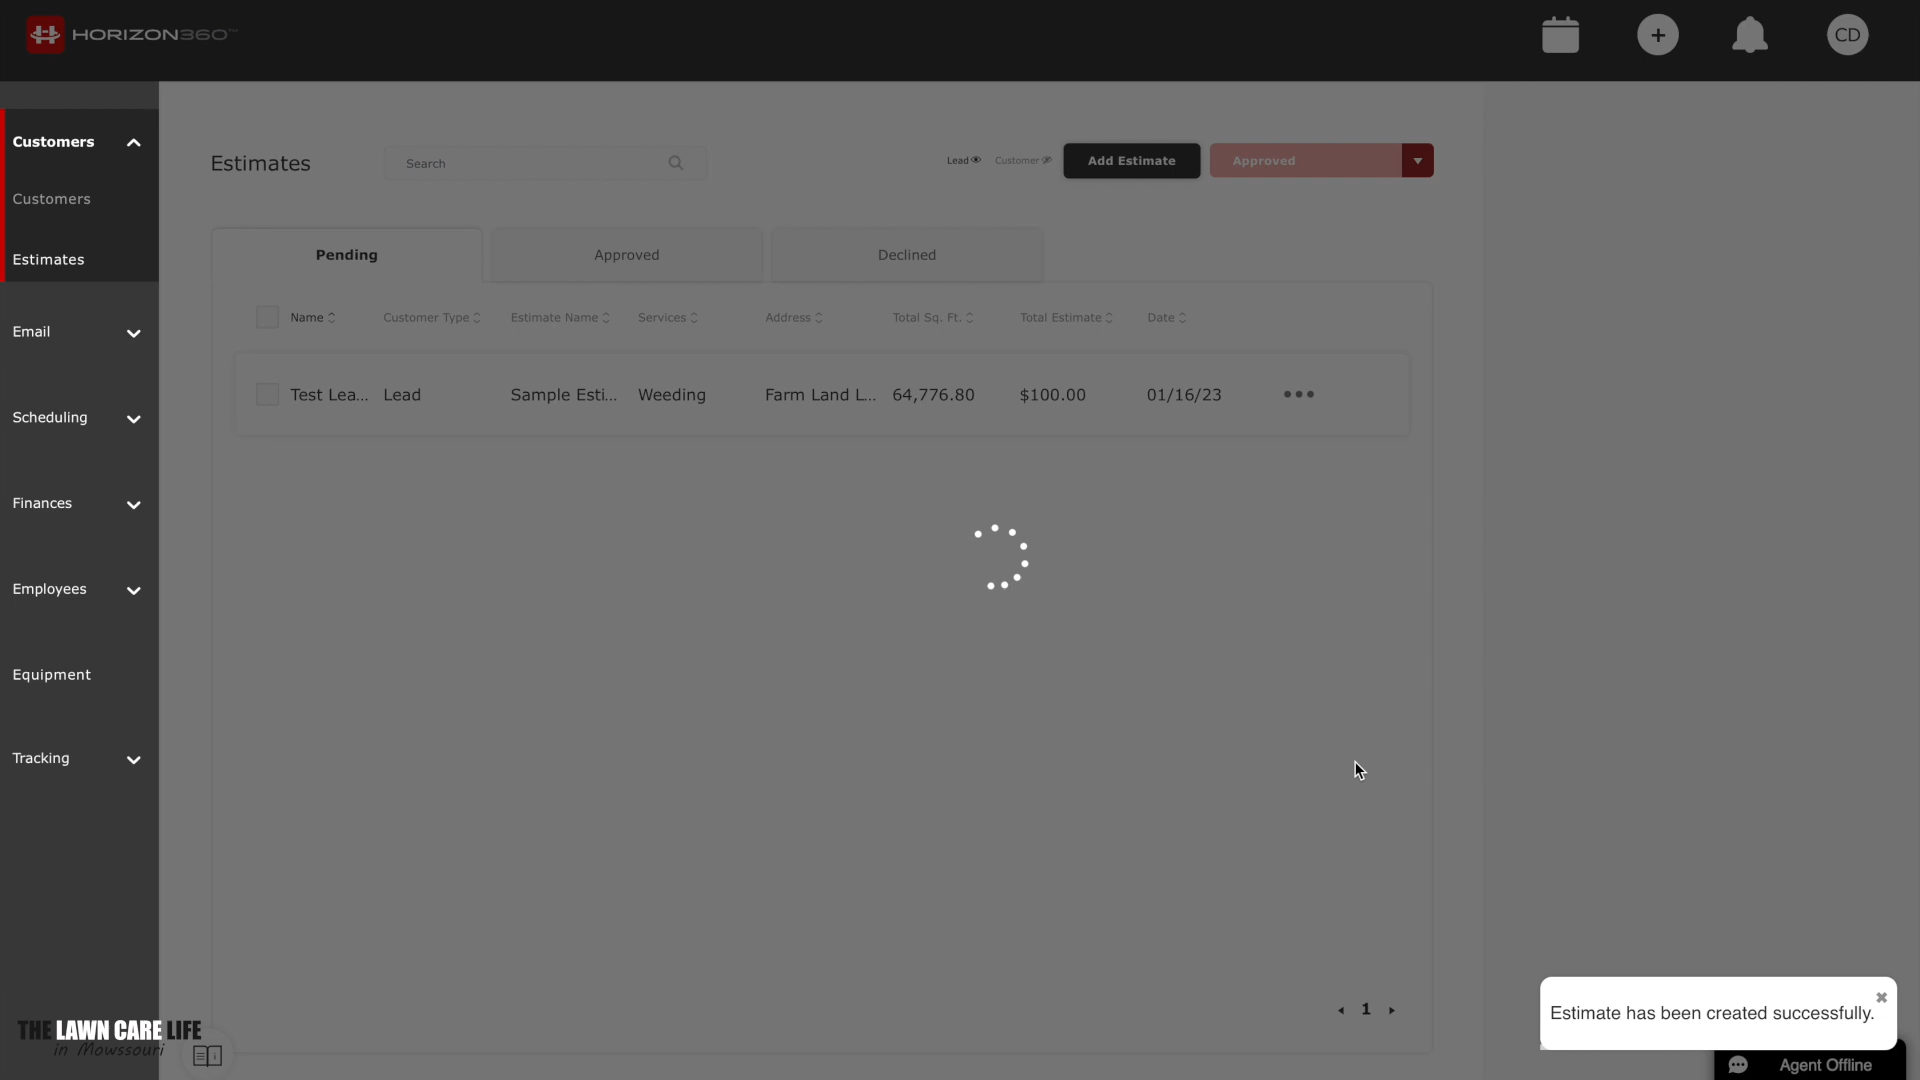 HORIZON360™
CD
Customers
Customers
Estimates
Email
Scheduling
Finances
Employees
Equipment
Tracking
Estimates
Search
Lead
Customer
Add Estimate
Approved
Pending
Approved
Declined
Name
Customer Type
Estimate Name
Services
Address
Total Sq. Ft.
Total Estimate
Date
Test Lea...
Lead
Sample Esti...
Weeding
Farm Land L...
64,776.80
$100.00
01/16/23
1
Estimate has been created successfully.
Agent Offline
THE LAWN CARE LIFE
in Mowssouri